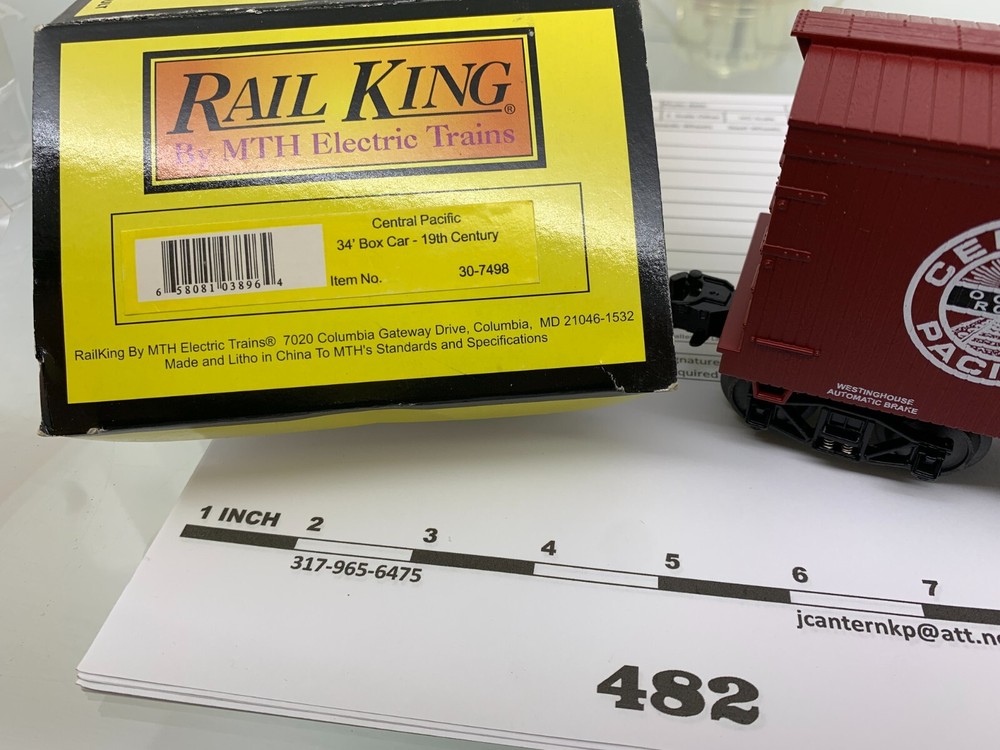 RAIL KING®
By MTH Electric Trains
Central Pacific
34' Box Car - 19th Century
Item No. 30-7498
6 58081 03896 4
RailKing By MTH Electric Trains® 7020 Columbia Gateway Drive, Columbia, MD 21046-1532
Made and Litho in China To MTH's Standards and Specifications
WESTINGHOUSE
AUTOMATIC BRAKE
1 INCH 2 3 4 5 6 7
317-965-6475
jcanternkp@att.ne
482